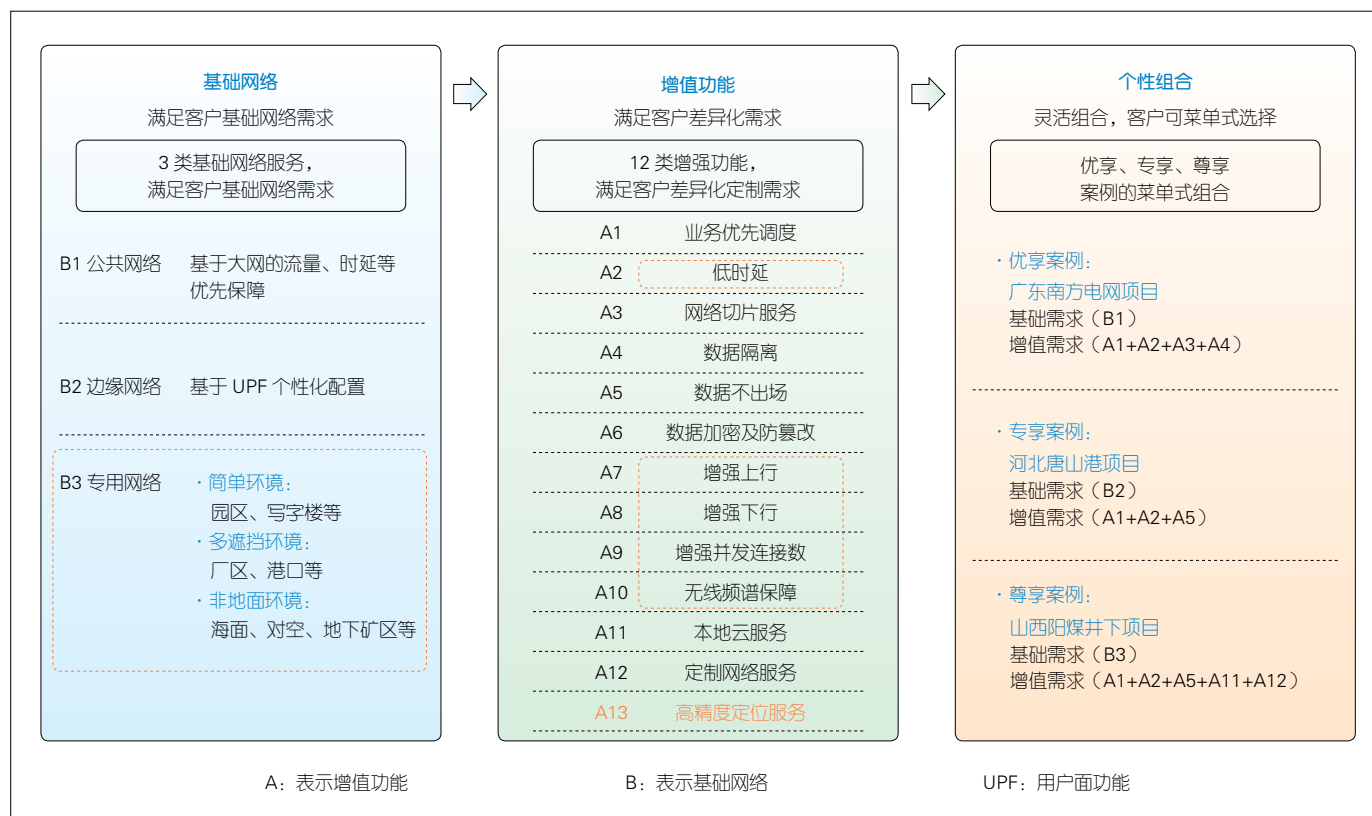 基础网络
满足客户基础网络需求
3 类基础网络服务，
满足客户基础网络需求
B1 公共网络 基于大网的流量、时延等
优先保障
B2 边缘网络 基于 UPF 个性化配置
B3 专用网络 ·简单环境：
园区、写字楼等
·多遮挡环境：
厂区、港口等
·非地面环境：
海面、对空、地下矿区等
增值功能
满足客户差异化需求
12 类增强功能，
满足客户差异化定制需求
A1 业务优先调度
A2 低时延
A3 网络切片服务
A4 数据隔离
A5 数据不出场
A6 数据加密及防篡改
A7 增强上行
A8 增强下行
A9 增强并发连接数
A10 无线频谱保障
A11 本地云服务
A12 定制网络服务
A13 高精度定位服务
个性组合
灵活组合，客户可菜单式选择
优享、专享、尊享
案例的菜单式组合
·优享案例：
广东南方电网项目
基础需求（B1）
增值需求（A1+A2+A3+A4）
·专享案例：
河北唐山港项目
基础需求（B2）
增值需求（A1+A2+A5）
·尊享案例：
山西阳煤井下项目
基础需求（B3）
增值需求（A1+A2+A5+A11+A12）
A：表示增值功能 B：表示基础网络 UPF：用户面功能